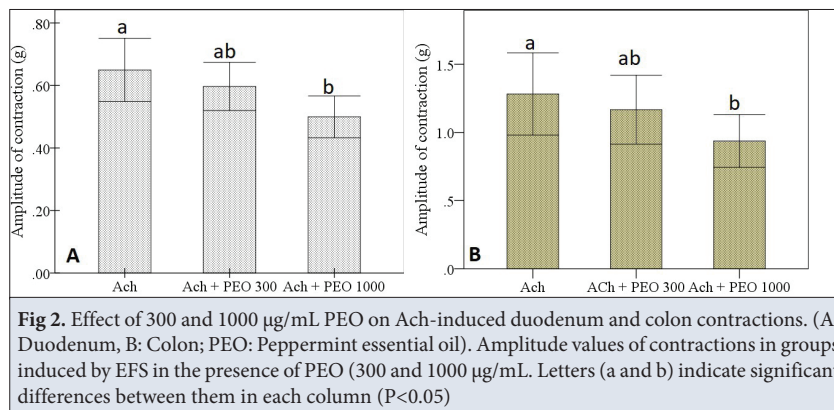 .80
.60
.40
.20
.00
Amplitude of contraction (g)
a
ab
b
A
Ach
Ach + PEO 300
Ach + PEO 1000
1.5
1.0
.5
.0
Amplitude of contraction (g)
a
ab
b
B
Ach
ACh + PEO 300
Ach + PEO 1000
Fig 2. Effect of 300 and 1000 µg/mL PEO on Ach-induced duodenum and colon contractions. (A:
Duodenum, B: Colon; PEO: Peppermint essential oil). Amplitude values of contractions in groups
induced by EFS in the presence of PEO (300 and 1000 µg/mL. Letters (a and b) indicate significant
differences between them in each column (P<0.05)